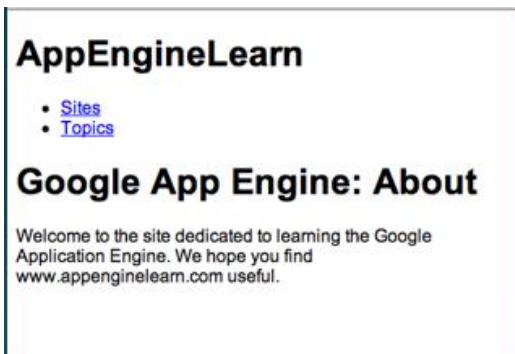 AppEngineLearn
Sites
Topics
Google App Engine: About
Welcome to the site dedicated to learning the Google
Application Engine. We hope you find
www.appenginelearn.com useful.